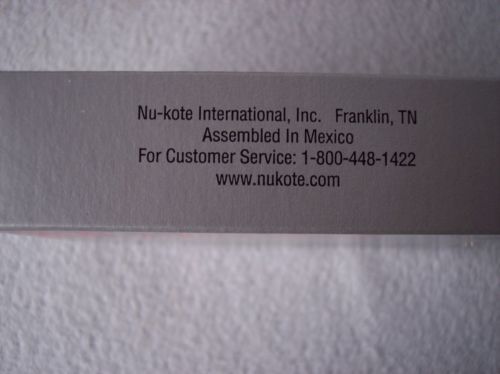 Nu-kote International, Inc. Franklin, TN
Assembled In Mexico
For Customer Service: 1-800-448-1422
www.nukote.com